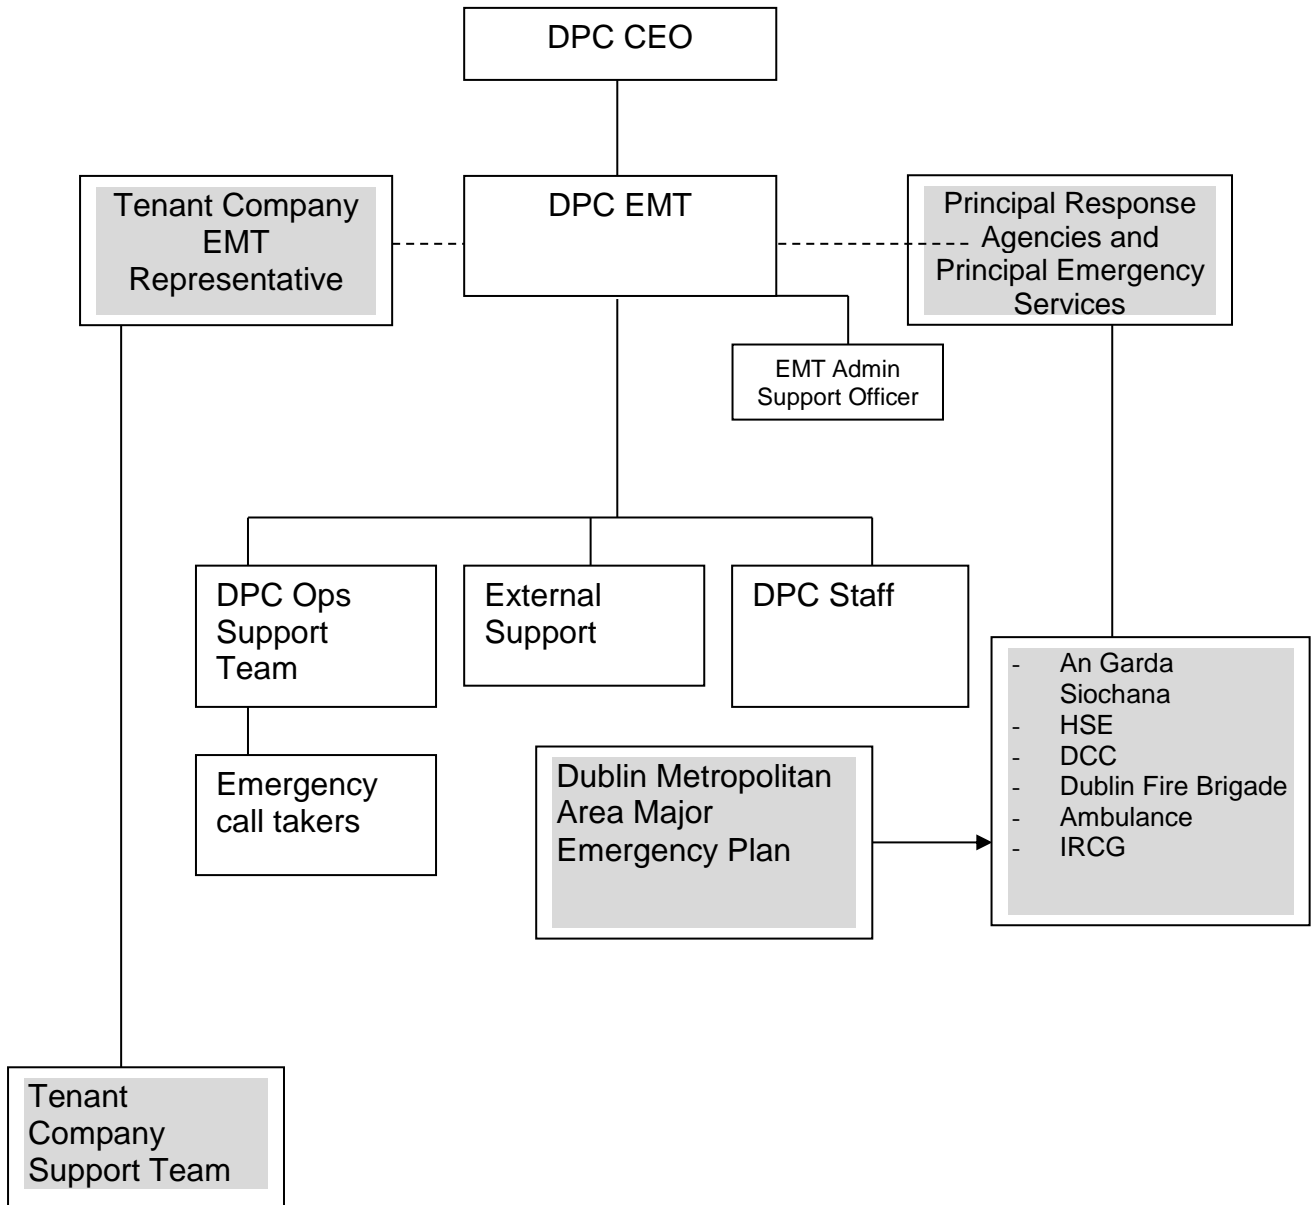 DPC CEO
Tenant Company
EMT
Representative
DPC EMT
Principal Response
Agencies and
Principal Emergency
Services
EMT Admin
Support Officer
DPC Ops
Support
Team
External
Support
DPC Staff
- An Garda
Siochana
- HSE
- DCC
- Dublin Fire Brigade
- Ambulance
- IRCG
Emergency
call takers
Dublin Metropolitan
Area Major
Emergency Plan
Tenant
Company
Support Team